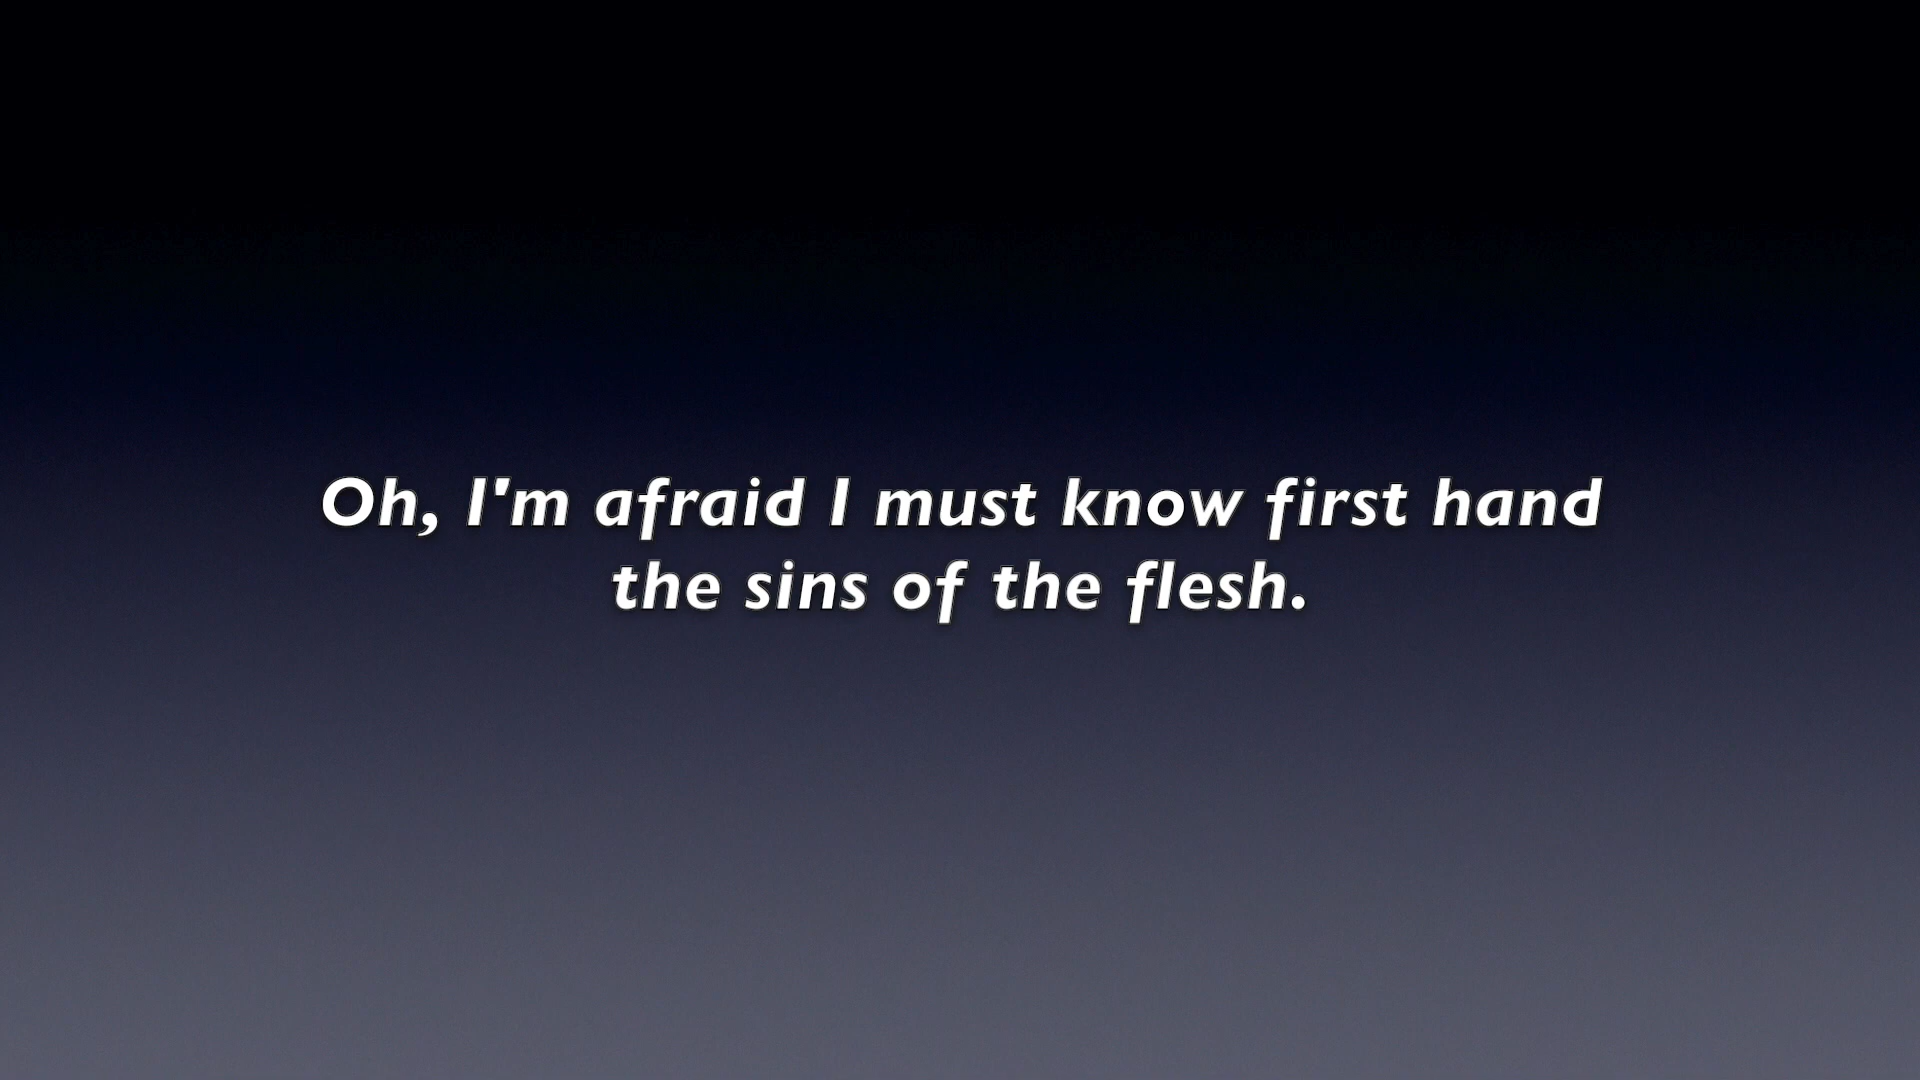 Oh, I'm afraid I must know first hand
the sins of the flesh.